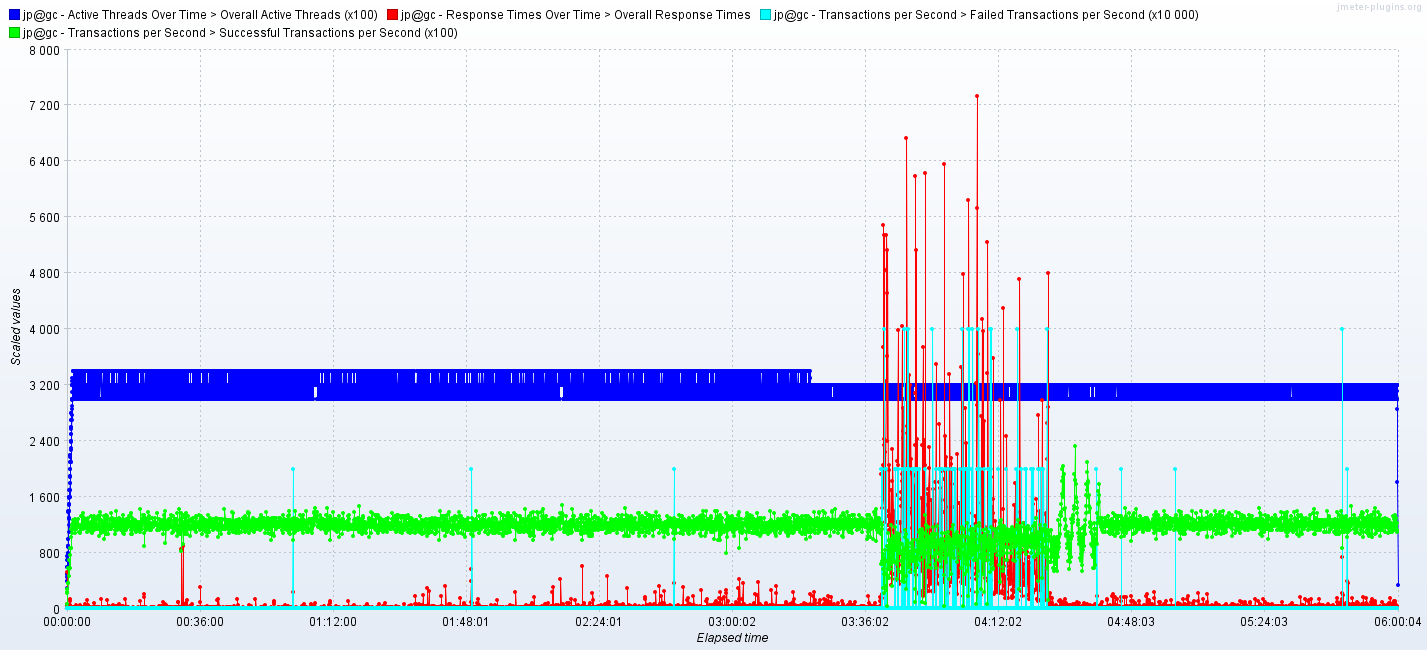 jp@gc - Active Threads Over Time > Overall Active Threads (x100) jp@gc - Response Times Over Time > Overall Response Times jp@gc - Transactions per Second > Failed Transactions per Second (x10 000)
jmeter-plugins.org
jp@gc - Transactions per Second > Successful Transactions per Second (x100)
8 000
7 200
6 400
5 600
4 800
4 000
3 200
2 400
1 600
800
0
Scaled values
00:00:00 00:36:00 01:12:00 01:48:01 02:24:01 03:00:02 03:36:02 04:12:02 04:48:03 05:24:03 06:00:04
Elapsed time